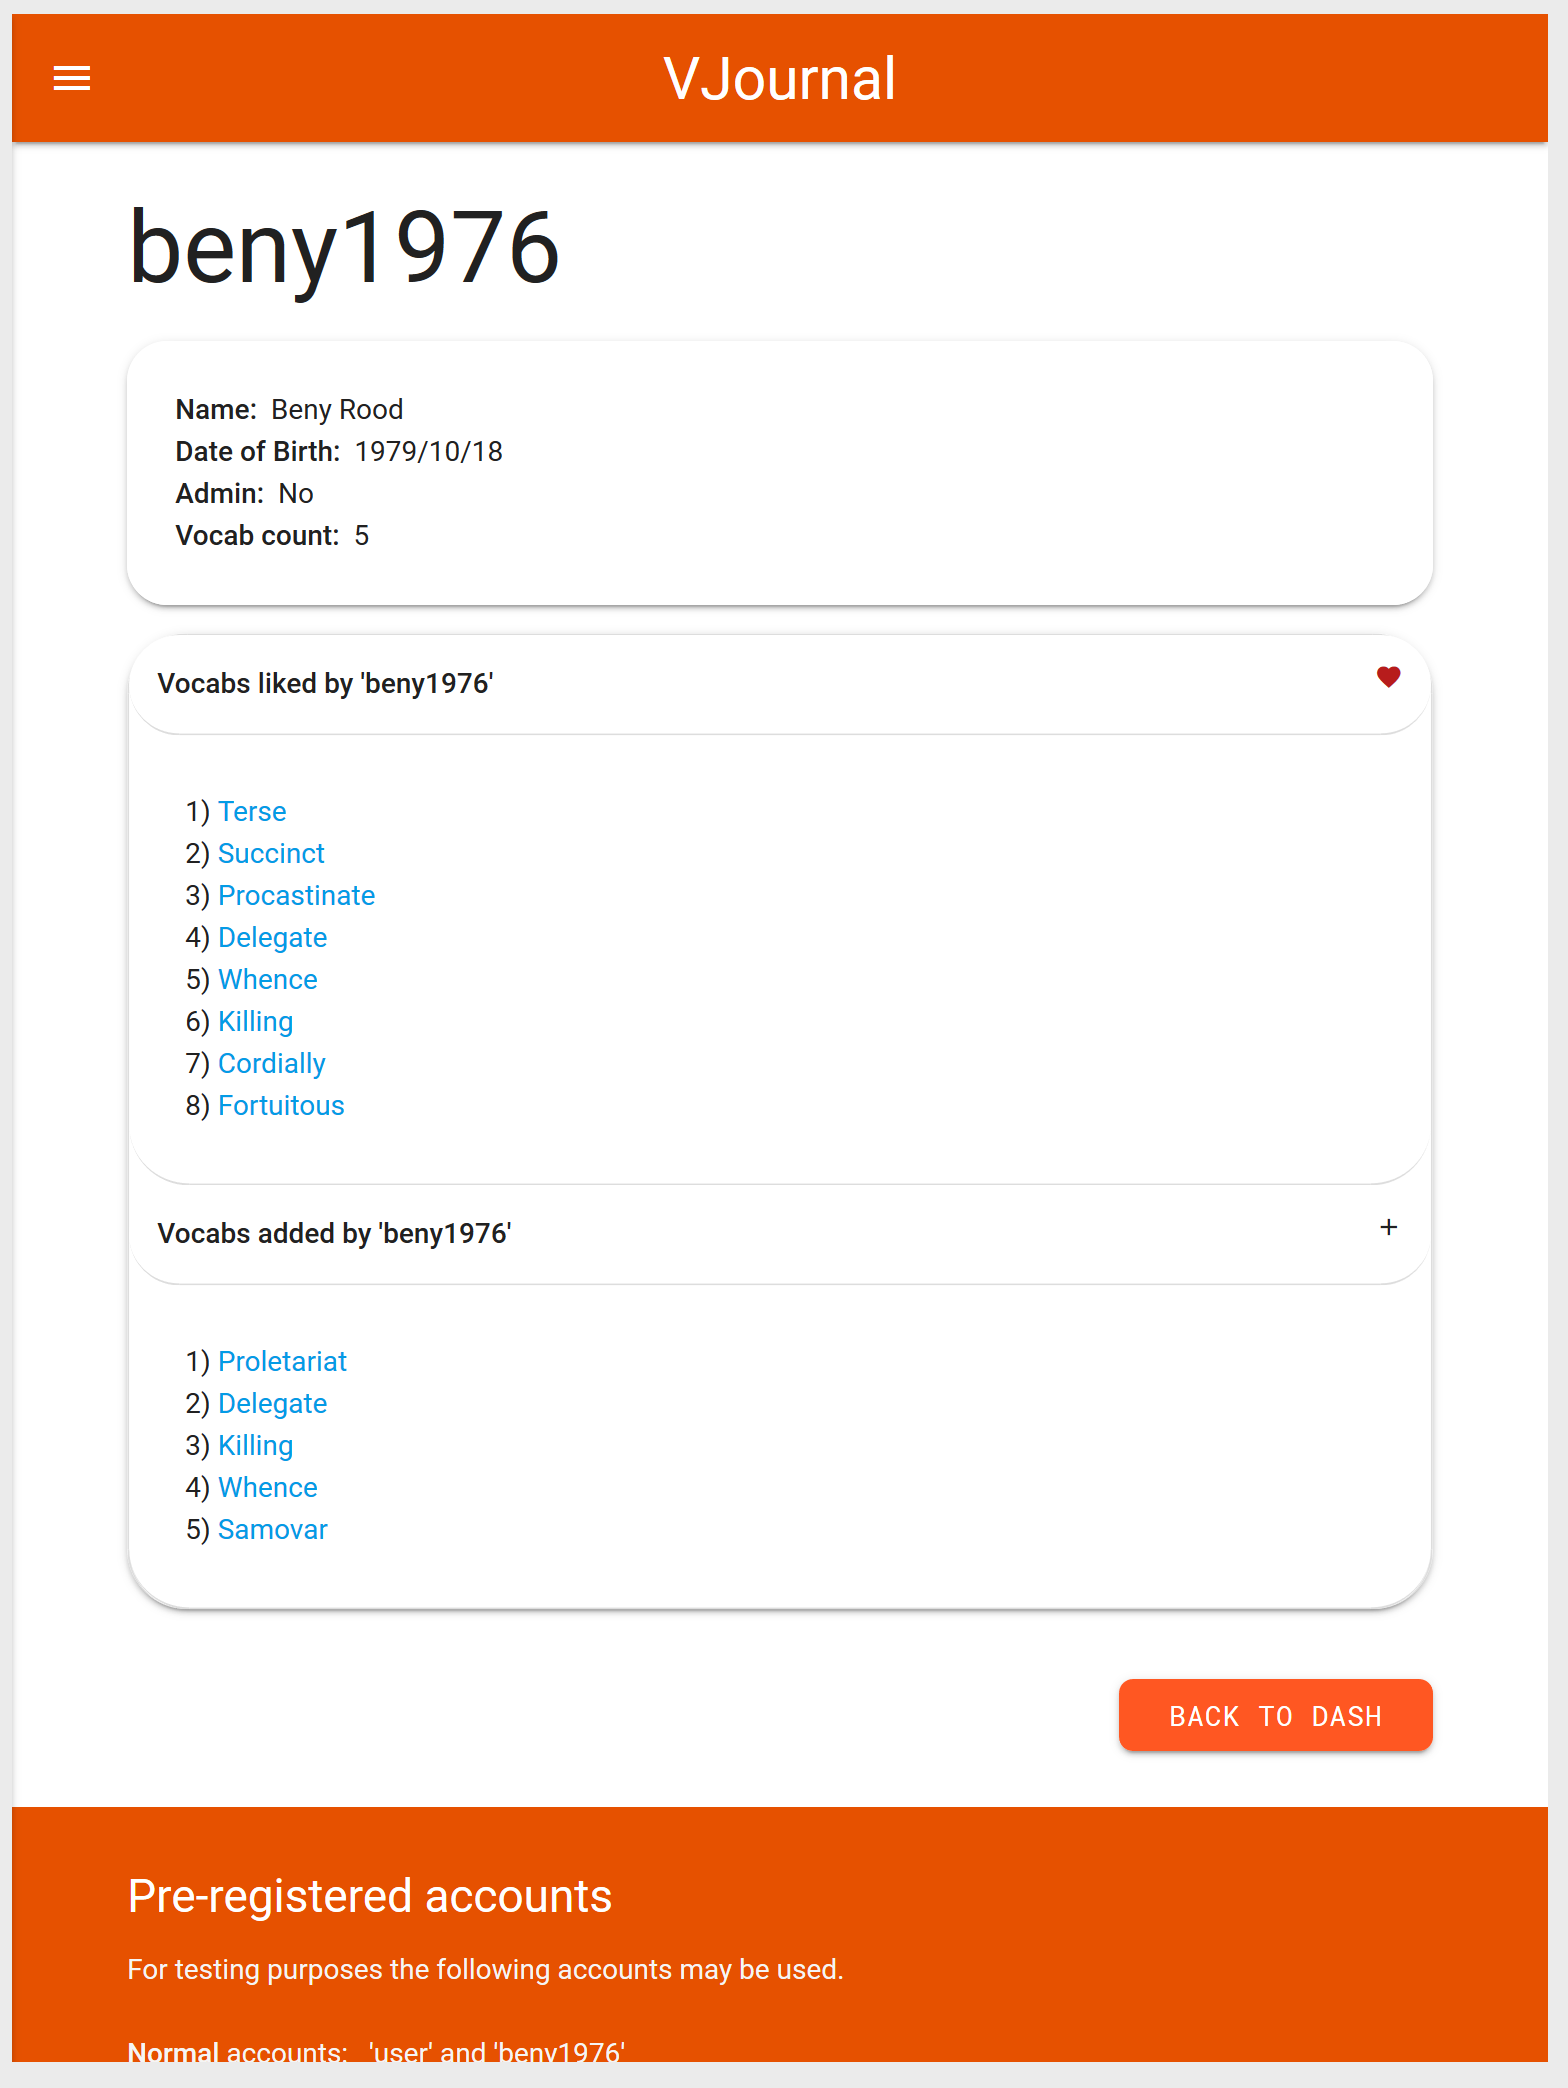 VJournal
beny1976
Name: Beny Rood
Date of Birth: 1979/10/18
Admin: No
Vocab count: 5
Vocabs liked by 'beny1976'
1) Terse
2) Succinct
3) Procastinate
4) Delegate
5) Whence
6) Killing
7) Cordially
8) Fortuitous
Vocabs added by 'beny1976'
1) Proletariat
2) Delegate
3) Killing
4) Whence
5) Samovar
BACK TO DASH
Pre-registered accounts
For testing purposes the following accounts may be used.
Normal accounts: 'user' and 'beny1976'